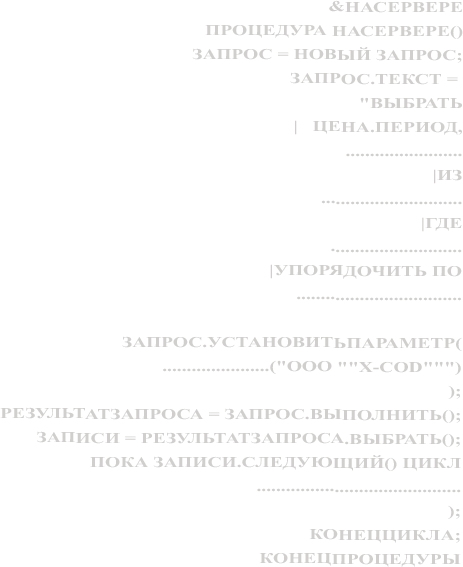 &НАСЕРВЕРЕ
ПРОЦЕДУРА НАСЕРВЕРЕ()
ЗАПРОС = НОВЫЙ ЗАПРОС;
ЗАПРОС.ТЕКСТ =
"ВЫБРАТЬ
| ЦЕНА.ПЕРИОД,
........................
|ИЗ
.............................
|ГДЕ
...........................
|УПОРЯДОЧИТЬ ПО
..................................
ЗАПРОС.УСТАНОВИТЬПАРАМЕТР(
......................("ООО ""X-COD""")
);
РЕЗУЛЬТАТЗАПРОСА = ЗАПРОС.ВЫПОЛНИТЬ();
ЗАПИСИ = РЕЗУЛЬТАТЗАПРОСА.ВЫБРАТЬ();
ПОКА ЗАПИСИ.СЛЕДУЮЩИЙ() ЦИКЛ
..........................................
);
КОНЕЦЦИКЛА;
КОНЕЦПРОЦЕДУРЫ